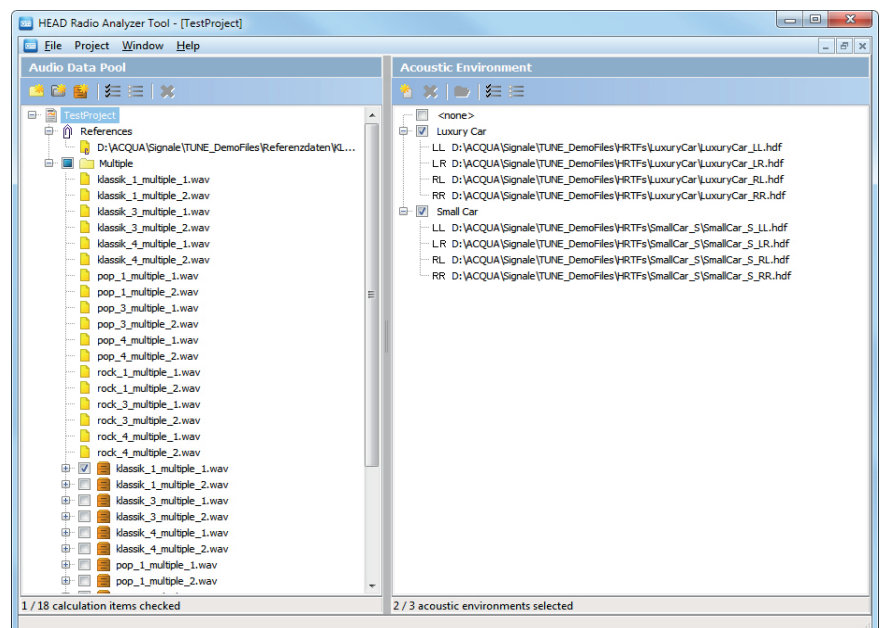 HEAD Radio Analyzer Tool - [TestProject]
File Project Window Help
Audio Data Pool
TestProject
References
D:\ACQUA\Signale\TUNE_DemoFiles\Referenzdaten\KL...
Multiple
klassik_1_multiple_1.wav
klassik_1_multiple_2.wav
klassik_3_multiple_1.wav
klassik_3_multiple_2.wav
klassik_4_multiple_1.wav
klassik_4_multiple_2.wav
pop_1_multiple_1.wav
pop_1_multiple_2.wav
pop_3_multiple_1.wav
pop_3_multiple_2.wav
pop_4_multiple_1.wav
pop_4_multiple_2.wav
rock_1_multiple_1.wav
rock_1_multiple_2.wav
rock_3_multiple_1.wav
rock_3_multiple_2.wav
rock_4_multiple_1.wav
rock_4_multiple_2.wav
klassik_1_multiple_1.wav
klassik_1_multiple_2.wav
klassik_3_multiple_1.wav
klassik_3_multiple_2.wav
klassik_4_multiple_1.wav
klassik_4_multiple_2.wav
pop_1_multiple_1.wav
pop_1_multiple_2.wav
1 / 18 calculation items checked
Acoustic Environment
<none>
Luxury Car
LL D:\ACQUA\Signale\TUNE_DemoFiles\HRTFs\LuxuryCar\LuxuryCar_LL.hdf
LR D:\ACQUA\Signale\TUNE_DemoFiles\HRTFs\LuxuryCar\LuxuryCar_LR.hdf
RL D:\ACQUA\Signale\TUNE_DemoFiles\HRTFs\LuxuryCar\LuxuryCar_RL.hdf
RR D:\ACQUA\Signale\TUNE_DemoFiles\HRTFs\LuxuryCar\LuxuryCar_RR.hdf
Small Car
LL D:\ACQUA\Signale\TUNE_DemoFiles\HRTFs\SmallCar_S\SmallCar_S_LL.hdf
LR D:\ACQUA\Signale\TUNE_DemoFiles\HRTFs\SmallCar_S\SmallCar_S_LR.hdf
RL D:\ACQUA\Signale\TUNE_DemoFiles\HRTFs\SmallCar_S\SmallCar_S_RL.hdf
RR D:\ACQUA\Signale\TUNE_DemoFiles\HRTFs\SmallCar_S\SmallCar_S_RR.hdf
2 / 3 acoustic environments selected